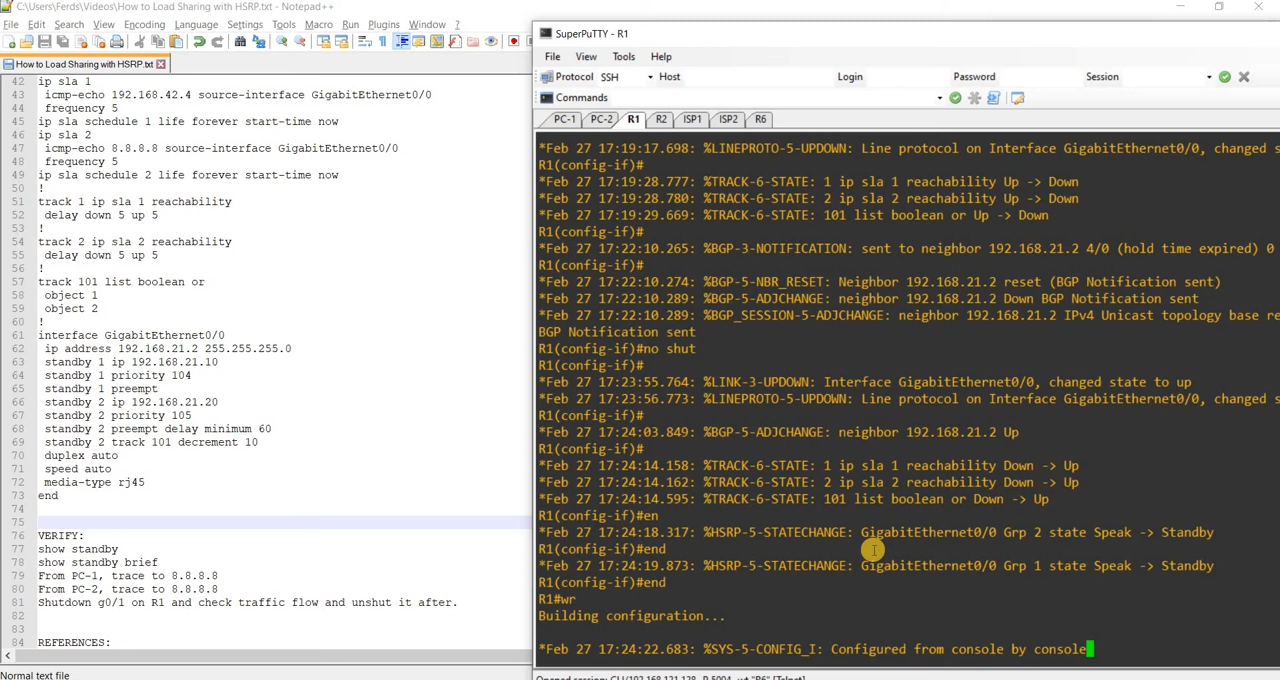 C:\Users\Ferds\Videos\How to Load Sharing with HSRP.txt - Notepad++
File Edit Search View Encoding Language Settings Tools Macro Run Plugins Window ?
How to Load Sharing with HSRP.txt
42 ip sla 1
43 icmp-echo 192.168.42.4 source-interface GigabitEthernet0/0
44 frequency 5
45 ip sla schedule 1 life forever start-time now
46 ip sla 2
47 icmp-echo 8.8.8.8 source-interface GigabitEthernet0/0
48 frequency 5
49 ip sla schedule 2 life forever start-time now
50 !
51 track 1 ip sla 1 reachability
52 delay down 5 up 5
53 !
54 track 2 ip sla 2 reachability
55 delay down 5 up 5
56 !
57 track 101 list boolean or
58 object 1
59 object 2
60 !
61 interface GigabitEthernet0/0
62 ip address 192.168.21.2 255.255.255.0
63 standby 1 ip 192.168.21.10
64 standby 1 priority 104
65 standby 1 preempt
66 standby 2 ip 192.168.21.20
67 standby 2 priority 105
68 standby 2 preempt delay minimum 60
69 standby 2 track 101 decrement 10
70 duplex auto
71 speed auto
72 media-type rj45
73 end
74
75
76 VERIFY:
77 show standby
78 show standby brief
79 From PC-1, trace to 8.8.8.8
80 From PC-2, trace to 8.8.8.8
81 Shutdown g0/1 on R1 and check traffic flow and unshut it after.
82
83
84 REFERENCES:
Normal text file
SuperPuTTY - R1
File View Tools Help
Protocol SSH Host Login Password Session
Commands
PC-1 PC-2 R1 R2 ISP1 ISP2 R6
*Feb 27 17:19:17.698: %LINEPROTO-5-UPDOWN: Line protocol on Interface GigabitEthernet0/0, changed s
R1(config-if)#
*Feb 27 17:19:28.777: %TRACK-6-STATE: 1 ip sla 1 reachability Up -> Down
*Feb 27 17:19:28.780: %TRACK-6-STATE: 2 ip sla 2 reachability Up -> Down
*Feb 27 17:19:29.669: %TRACK-6-STATE: 101 list boolean or Up -> Down
R1(config-if)#
*Feb 27 17:22:10.265: %BGP-3-NOTIFICATION: sent to neighbor 192.168.21.2 4/0 (hold time expired) 0
R1(config-if)#
*Feb 27 17:22:10.274: %BGP-5-NBR_RESET: Neighbor 192.168.21.2 reset (BGP Notification sent)
*Feb 27 17:22:10.289: %BGP-5-ADJCHANGE: neighbor 192.168.21.2 Down BGP Notification sent
*Feb 27 17:22:10.289: %BGP_SESSION-5-ADJCHANGE: neighbor 192.168.21.2 IPv4 Unicast topology base re
BGP Notification sent
R1(config-if)#no shut
R1(config-if)#
*Feb 27 17:23:55.764: %LINK-3-UPDOWN: Interface GigabitEthernet0/0, changed state to up
*Feb 27 17:23:56.773: %LINEPROTO-5-UPDOWN: Line protocol on Interface GigabitEthernet0/0, changed s
R1(config-if)#
*Feb 27 17:24:03.849: %BGP-5-ADJCHANGE: neighbor 192.168.21.2 Up
R1(config-if)#
*Feb 27 17:24:14.158: %TRACK-6-STATE: 1 ip sla 1 reachability Down -> Up
*Feb 27 17:24:14.162: %TRACK-6-STATE: 2 ip sla 2 reachability Down -> Up
*Feb 27 17:24:14.595: %TRACK-6-STATE: 101 list boolean or Down -> Up
R1(config-if)#en
*Feb 27 17:24:18.317: %HSRP-5-STATECHANGE: GigabitEthernet0/0 Grp 2 state Speak -> Standby
R1(config-if)#end
*Feb 27 17:24:19.873: %HSRP-5-STATECHANGE: GigabitEthernet0/0 Grp 1 state Speak -> Standby
R1(config-if)#end
R1#wr
Building configuration...
*Feb 27 17:24:22.683: %SYS-5-CONFIG_I: Configured from console by console